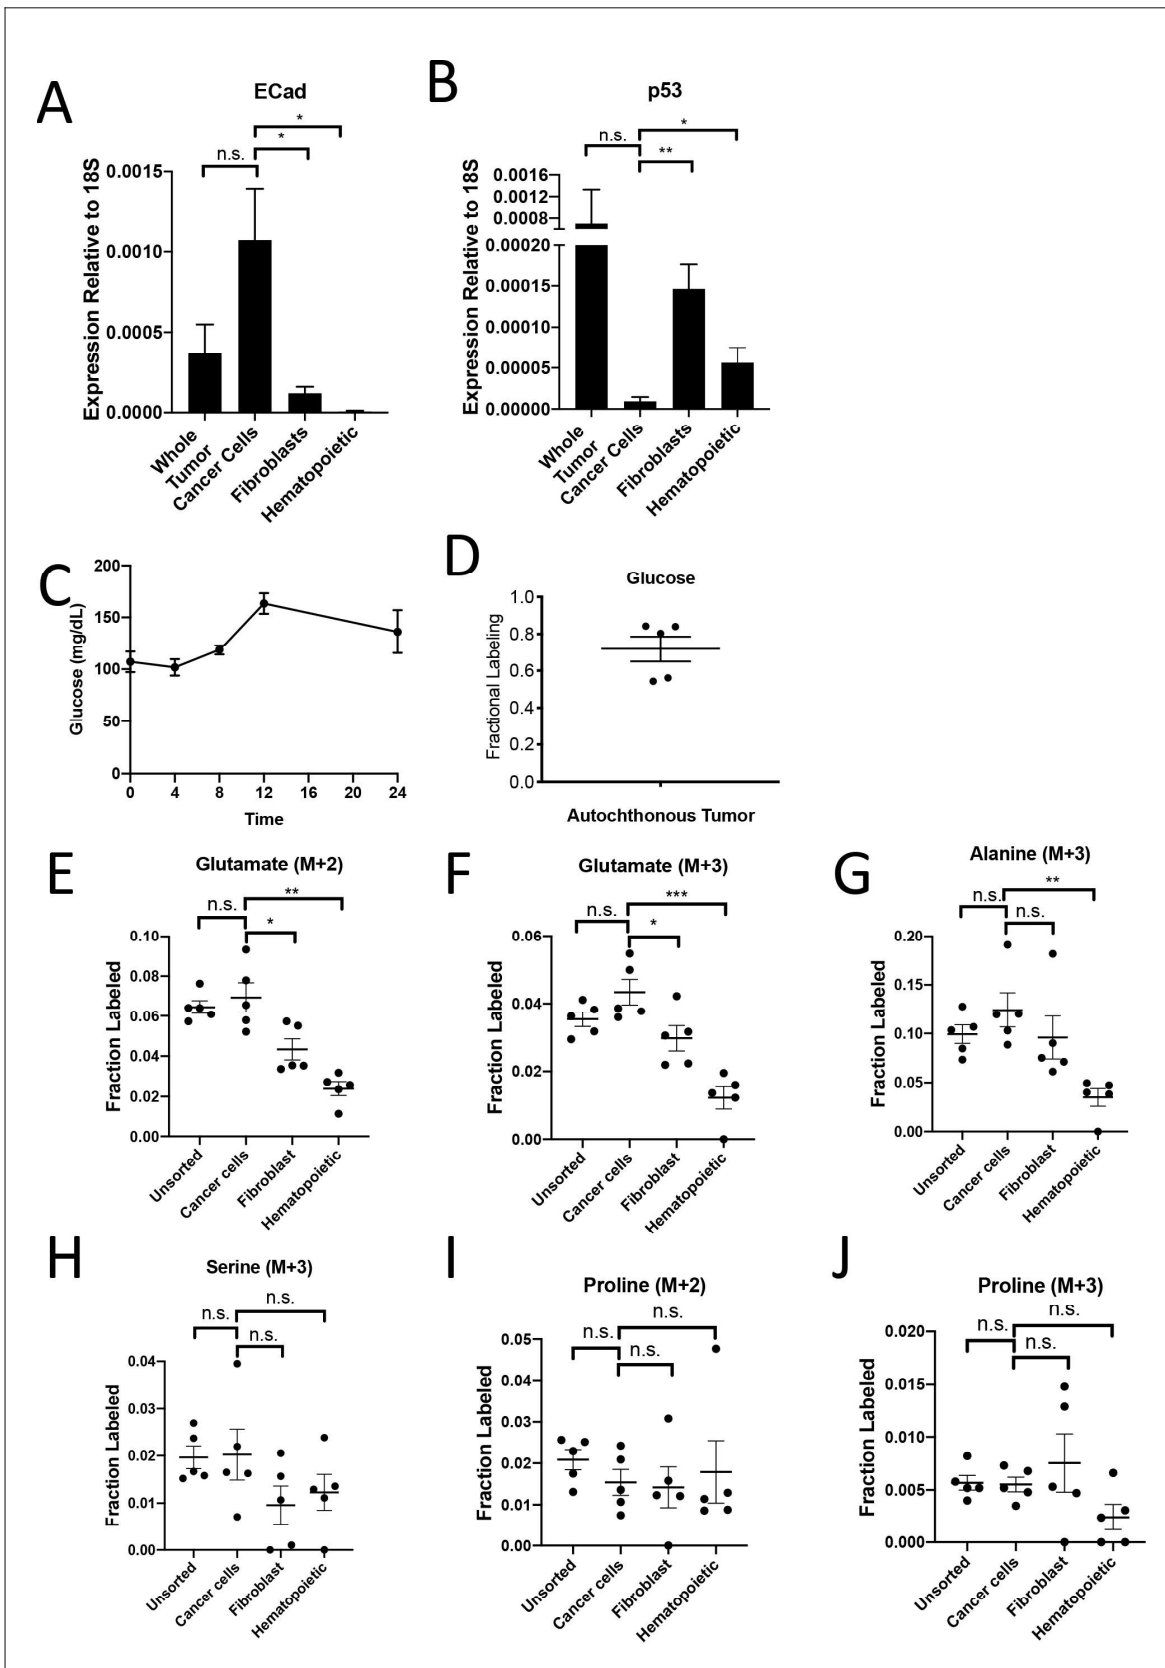 A
ECad
*
*
n.s.
Expression Relative to 18S
0.0015
0.0010
0.0005
0.0000
Whole
Tumor
Cancer Cells
Fibroblasts
Hematopoietic
B
p53
*
n.s.
**
Expression Relative to 18S
0.0016
0.0012
0.0008
0.00020
0.00015
0.00010
0.00005
0.00000
Whole
Tumor
Cancer Cells
Fibroblasts
Hematopoietic
C
Glucose (mg/dL)
200
150
100
50
0
0 4 8 12 16 20 24
Time
D
Glucose
Fractional Labeling
1.0
0.8
0.6
0.4
0.2
0.0
Autochthonous Tumor
E
Glutamate (M+2)
**
n.s.
*
Fraction Labeled
0.10
0.08
0.06
0.04
0.02
0.00
Unsorted
Cancer cells
Fibroblast
Hematopoietic
F
Glutamate (M+3)
***
n.s.
*
Fraction Labeled
0.06
0.04
0.02
0.00
Unsorted
Cancer cells
Fibroblast
Hematopoietic
G
Alanine (M+3)
**
n.s.
n.s.
Fraction Labeled
0.20
0.15
0.10
0.05
0.00
Unsorted
Cancer cells
Fibroblast
Hematopoietic
H
Serine (M+3)
n.s.
n.s.
n.s.
Fraction Labeled
0.04
0.03
0.02
0.01
0.00
Unsorted
Cancer cells
Fibroblast
Hematopoietic
I
Proline (M+2)
n.s.
n.s.
n.s.
Fraction Labeled
0.05
0.04
0.03
0.02
0.01
0.00
Unsorted
Cancer cells
Fibroblast
Hematopoietic
J
Proline (M+3)
n.s.
n.s.
n.s.
Fraction Labeled
0.020
0.015
0.010
0.005
0.000
Unsorted
Cancer cells
Fibroblast
Hematopoietic